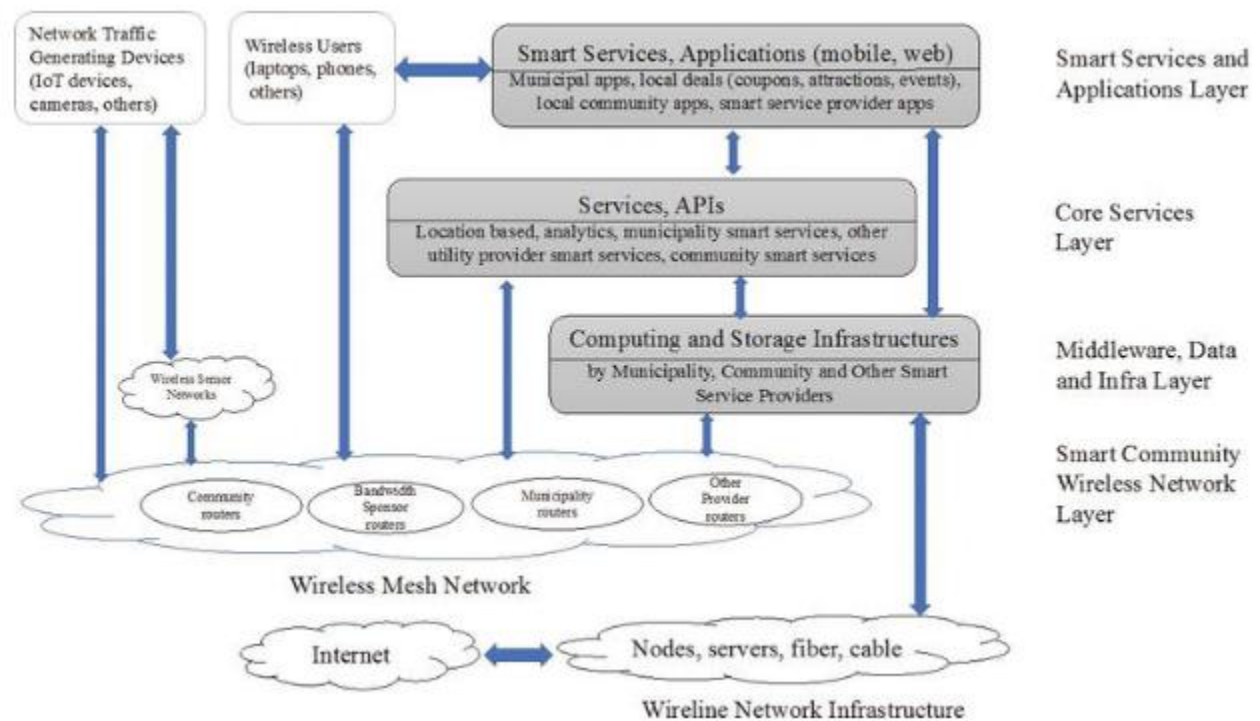 Network Traffic
Generating Devices
(IoT devices,
cameras, others)
Wireless Users
(laptops, phones,
others)
Smart Services, Applications (mobile, web)
Municipal apps, local deals (coupons, attractions, events),
local community apps, smart service provider apps
Smart Services and
Applications Layer
Services, APIs
Location based, analytics, municipality smart services, other
utility provider smart services, community smart services
Core Services
Layer
Computing and Storage Infrastructures
by Municipality, Community and Other Smart
Service Providers
Middleware, Data
and Infra Layer
Wireless Sensor
Networks
Smart Community
Wireless Network
Layer
Community
routers
Bandwidth
Sponsor
routers
Municipality
routers
Other
Provider
routers
Wireless Mesh Network
Internet
Nodes, servers, fiber, cable
Wireline Network Infrastructure